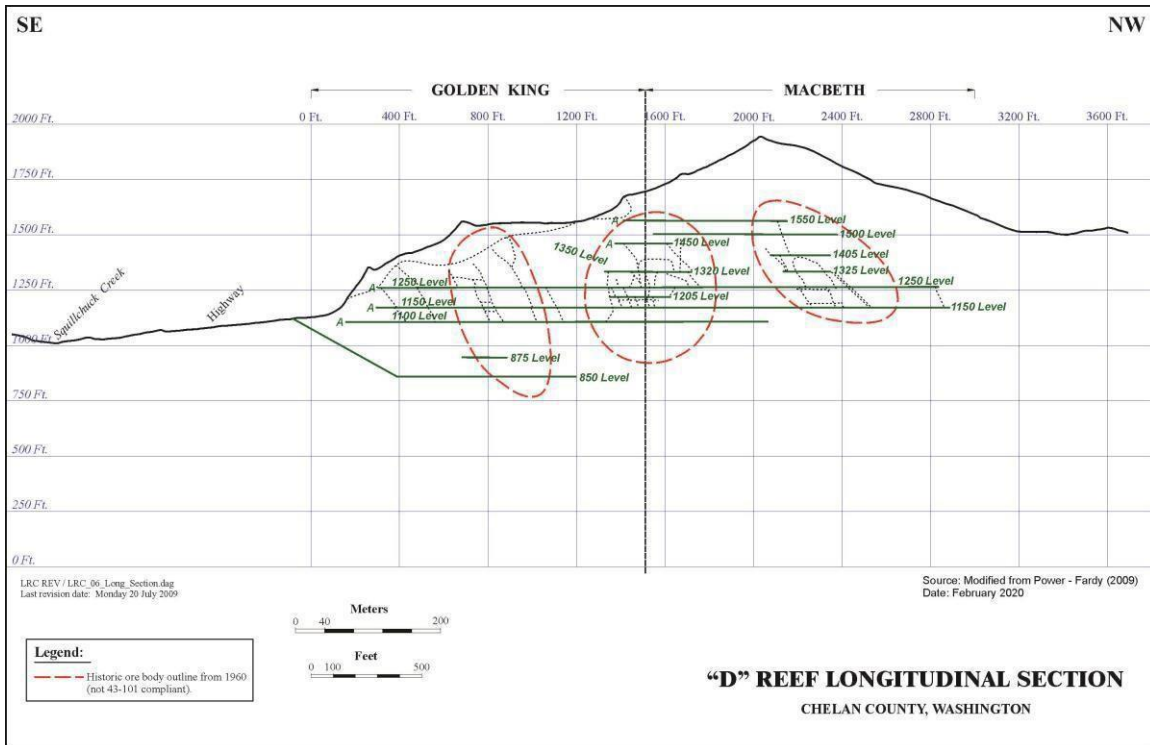 SE
NW
GOLDEN KING
MACBETH
0 Ft. 400 Ft. 800 Ft. 1200 Ft. 1600 Ft. 2000 Ft. 2400 Ft. 2800 Ft. 3200 Ft. 3600 Ft.
2000 Ft.
1750 Ft.
1500 Ft.
1250 Ft.
1000 Ft.
750 Ft.
500 Ft.
250 Ft.
0 Ft.
Squillchuck Creek
Highway
A
1550 Level
1500 Level
A
1450 Level
1350 Level
1405 Level
1320 Level
1325 Level
A
1250 Level
1250 Level
1205 Level
A
1150 Level
1150 Level
A
1100 Level
875 Level
850 Level
LRC REV / LRC_06_Long_Section.dag
Last revision date: Monday 20 July 2009
Source: Modified from Power - Fardy (2009)
Date: February 2020
Meters
0 40 200
Feet
0 100 500
Legend:
Historic ore body outline from 1960
(not 43-101 compliant).
“D” REEF LONGITUDINAL SECTION
CHELAN COUNTY, WASHINGTON